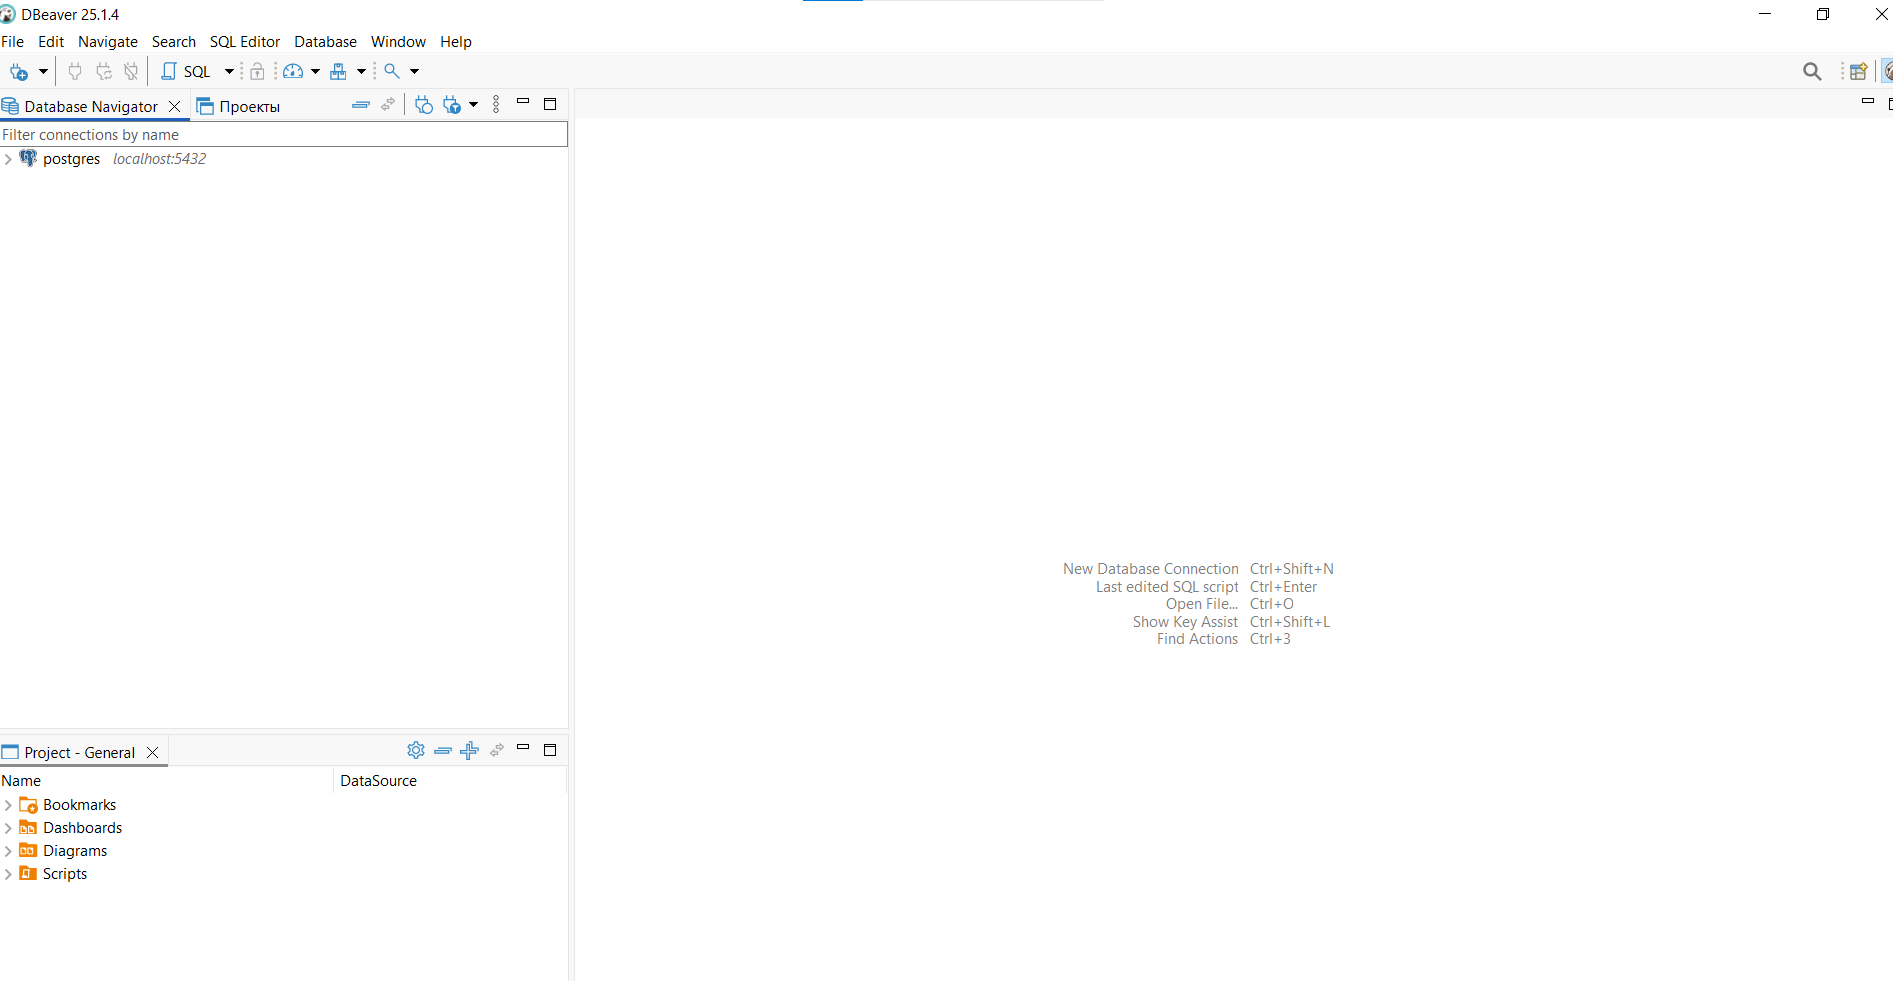 DBeaver 25.1.4
File Edit Navigate Search SQL Editor Database Window Help
SQL
Database Navigator Проекты
Filter connections by name
postgres localhost:5432
New Database Connection Ctrl+Shift+N
Last edited SQL script Ctrl+Enter
Open File... Ctrl+O
Show Key Assist Ctrl+Shift+L
Find Actions Ctrl+3
Project - General
Name DataSource
Bookmarks
Dashboards
Diagrams
Scripts